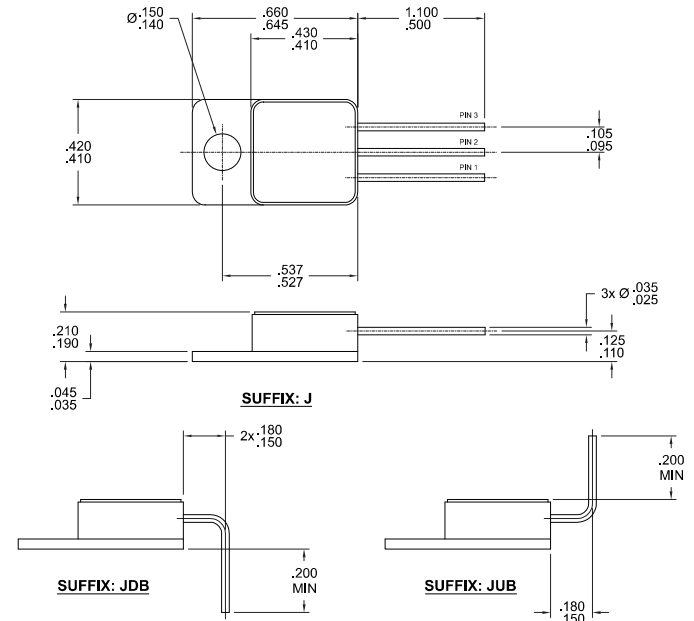 Ø .150
.140
.660
.645
1.100
.500
.430
.410
PIN 3
PIN 2
PIN 1
.420
.410
.105
.095
.537
.527
3x Ø .035
.025
.210
.190
.125
.110
.045
.035
SUFFIX: J
2x .180
.150
.200
MIN
.200
MIN
SUFFIX: JDB
SUFFIX: JUB
.180
.150